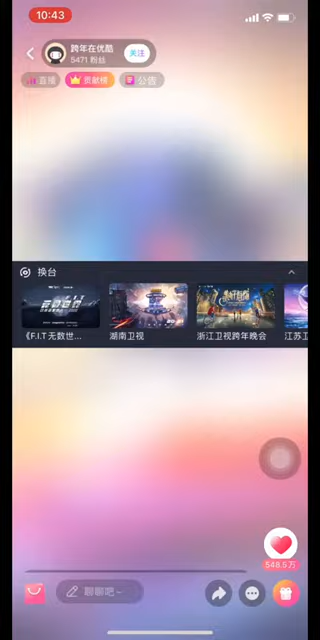 10:43
跨年在优酷
5471 粉丝
关注
直播
贡献榜
公告
换台
《F.I.T无数世...
湖南卫视
浙江卫视跨年晚会
江苏卫
548.5万
聊聊吧~